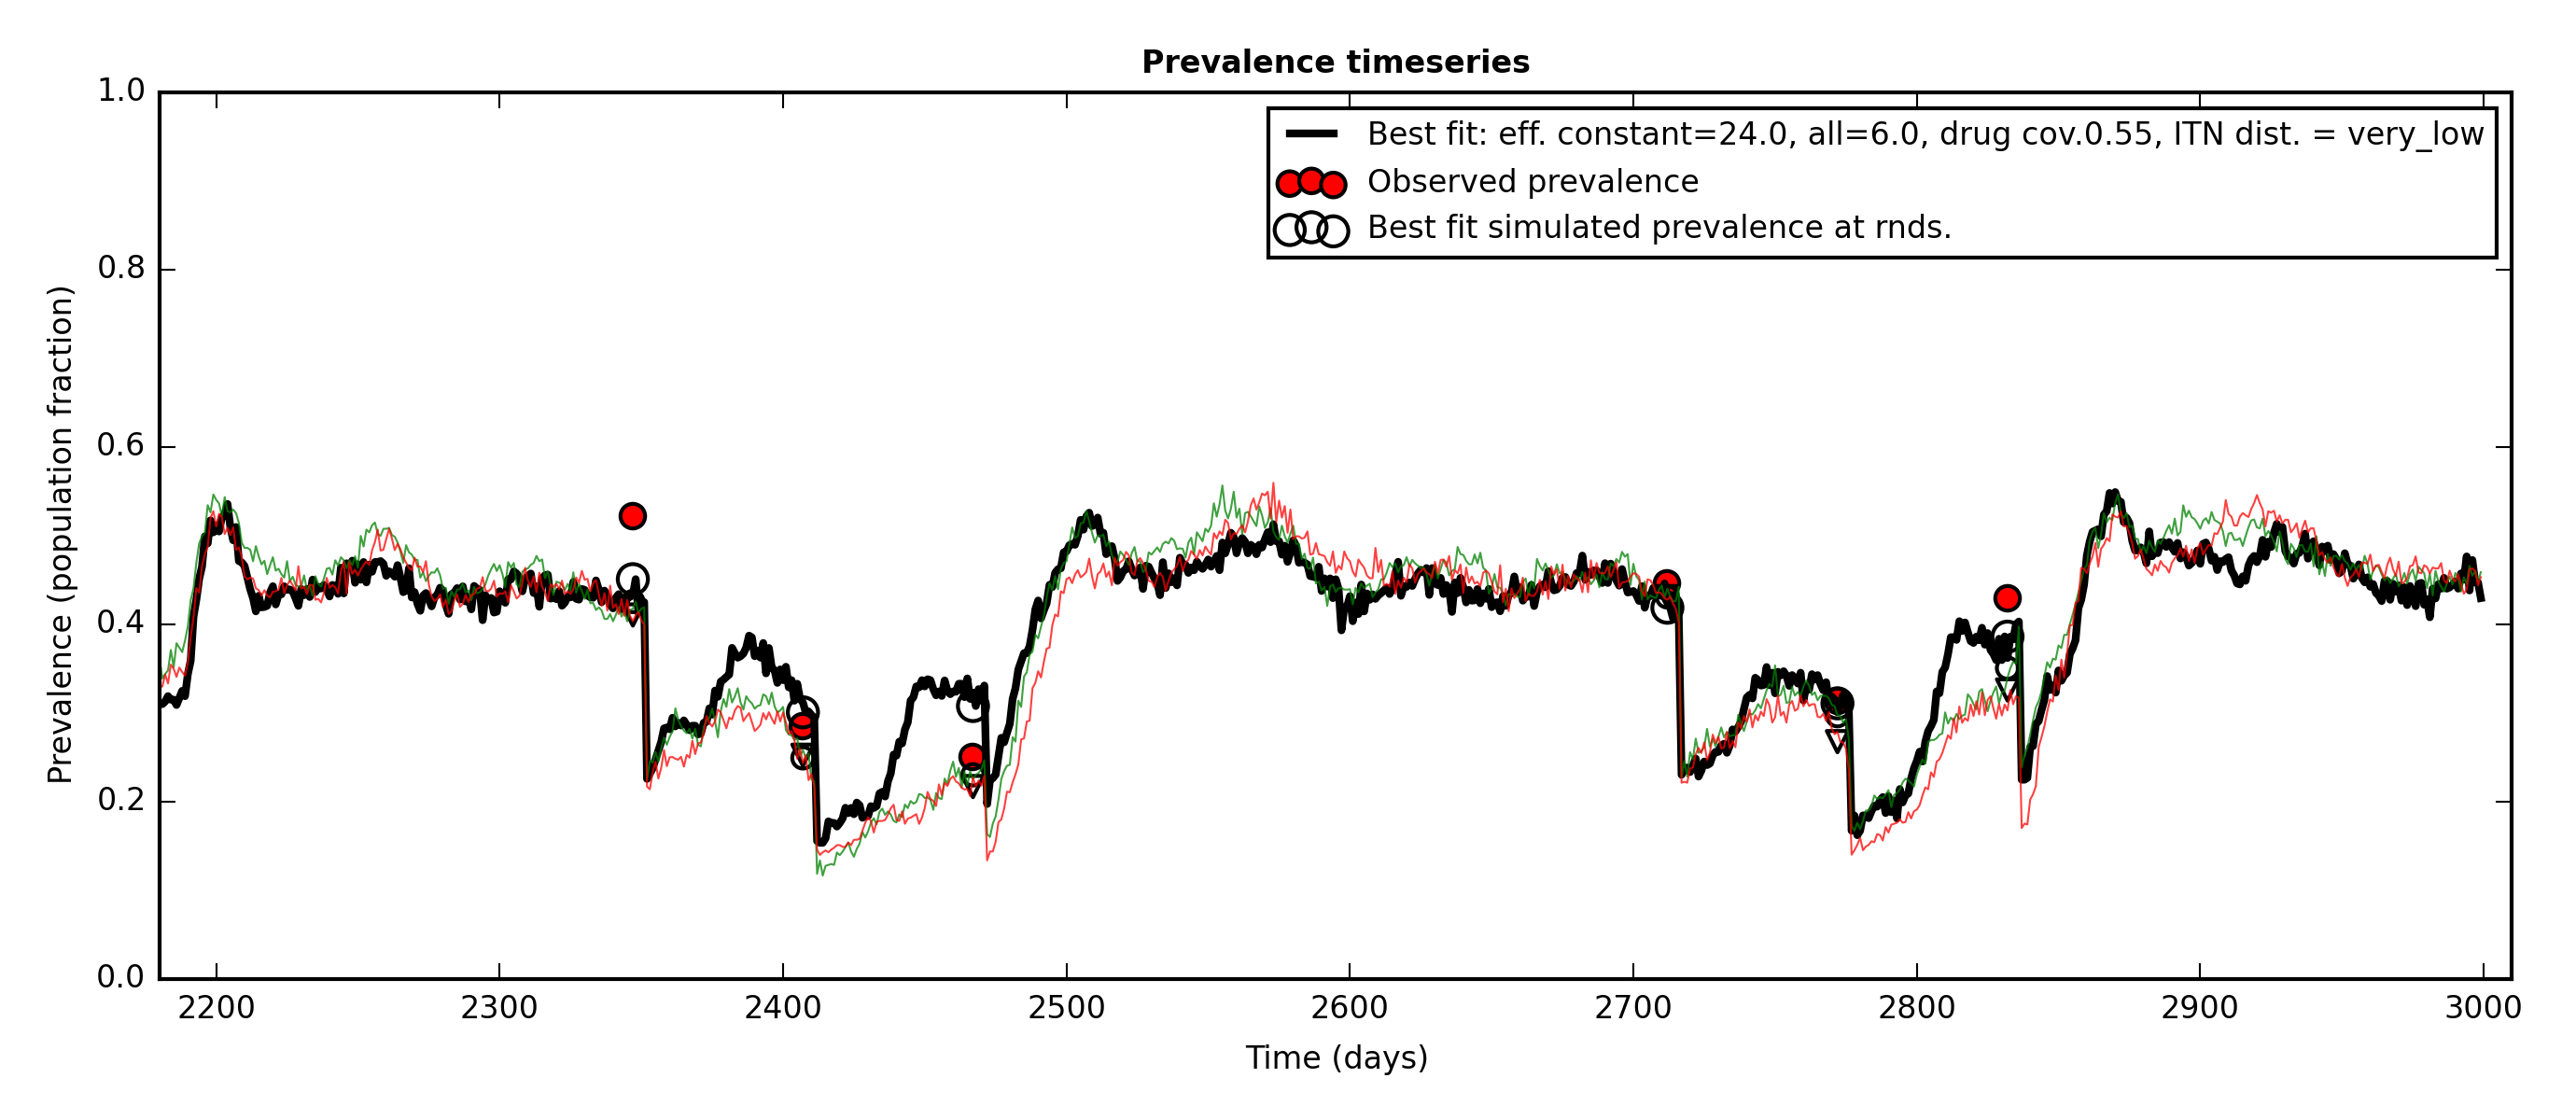 Prevalence timeseries
Best fit: eff. constant=24.0, all=6.0, drug cov.0.55, ITN dist. = very_low
Observed prevalence
Best fit simulated prevalence at rnds.
Prevalence (population fraction)
1.0
0.8
0.6
0.4
0.2
0.0
2200 2300 2400 2500 2600 2700 2800 2900 3000
Time (days)